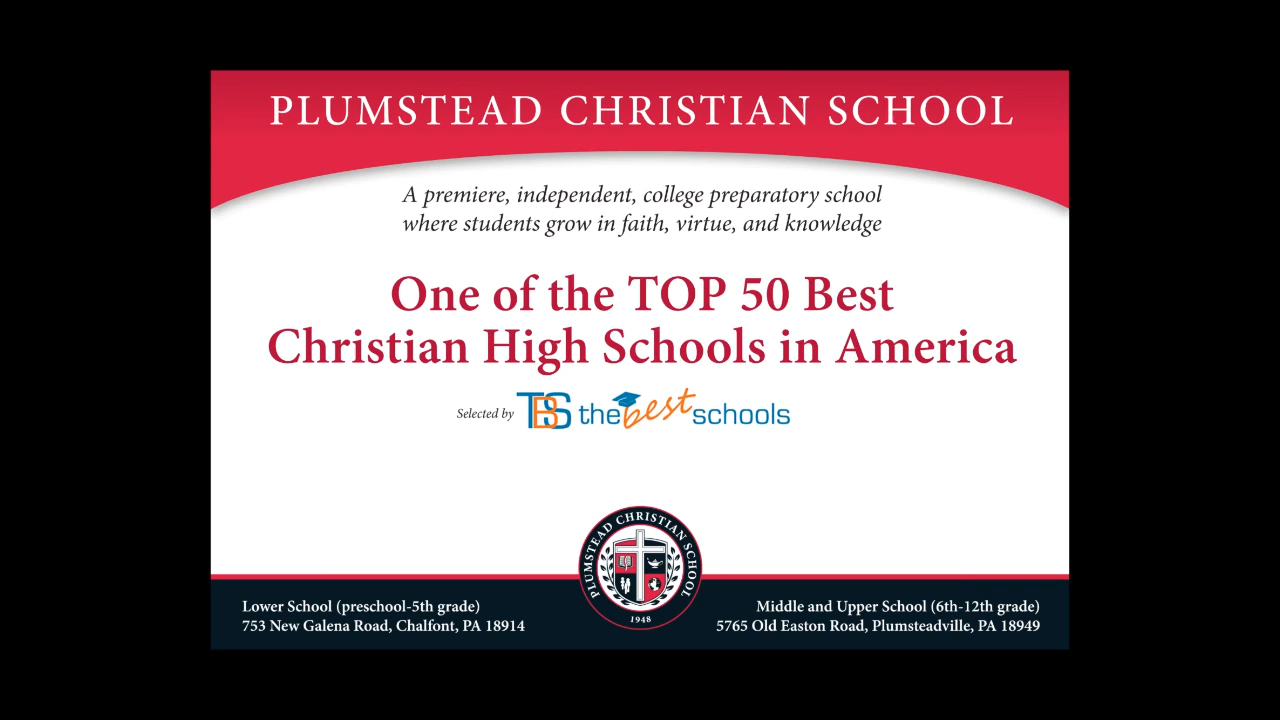 PLUMSTEAD CHRISTIAN SCHOOL
A premiere, independent, college preparatory school
where students grow in faith, virtue, and knowledge
One of the TOP 50 Best
Christian High Schools in America
Selected by TBS the best schools
PLUMSTEAD CHRISTIAN SCHOOL
1948
Lower School (preschool-5th grade)
753 New Galena Road, Chalfont, PA 18914
Middle and Upper School (6th-12th grade)
5765 Old Easton Road, Plumsteadville, PA 18949